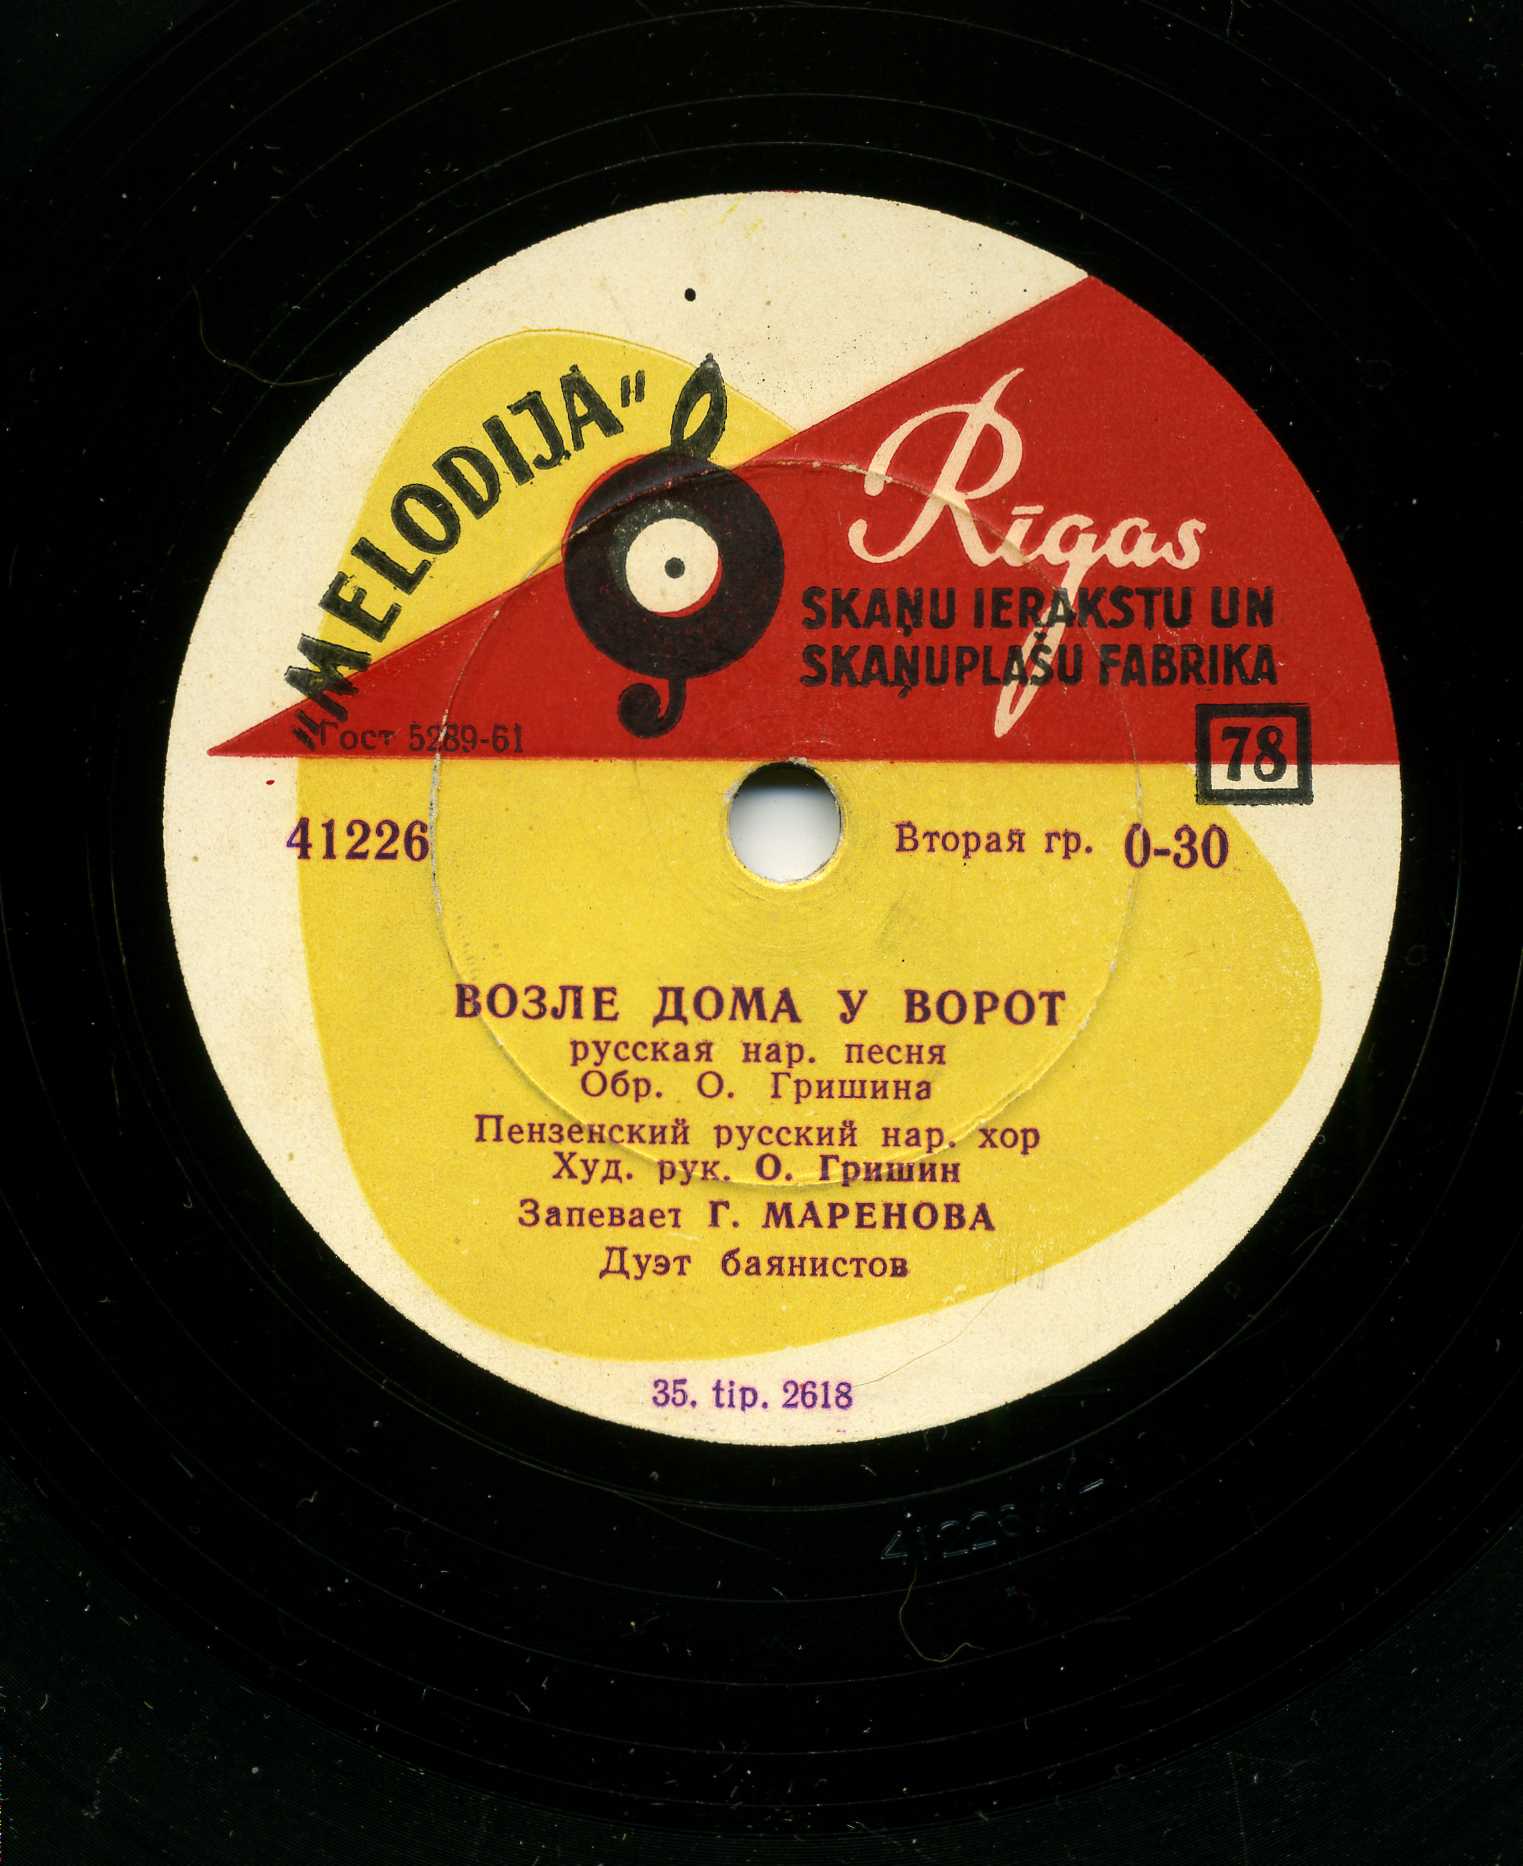 „MELODIJA“
Rīgas
SKAŅU IERAKSTU UN
SKAŅUPLAŠU FABRIKA
Гост 5289-61
78
41226
Вторая гр. 0-30
ВОЗЛЕ ДОМА У ВОРОТ
русская нар. песня
Обр. О. Гришина
Пензенский русский нар. хор
Худ. рук. О. Гришин
Запевает Г. МАРЕНОВА
Дуэт баянистов
35. tip. 2618